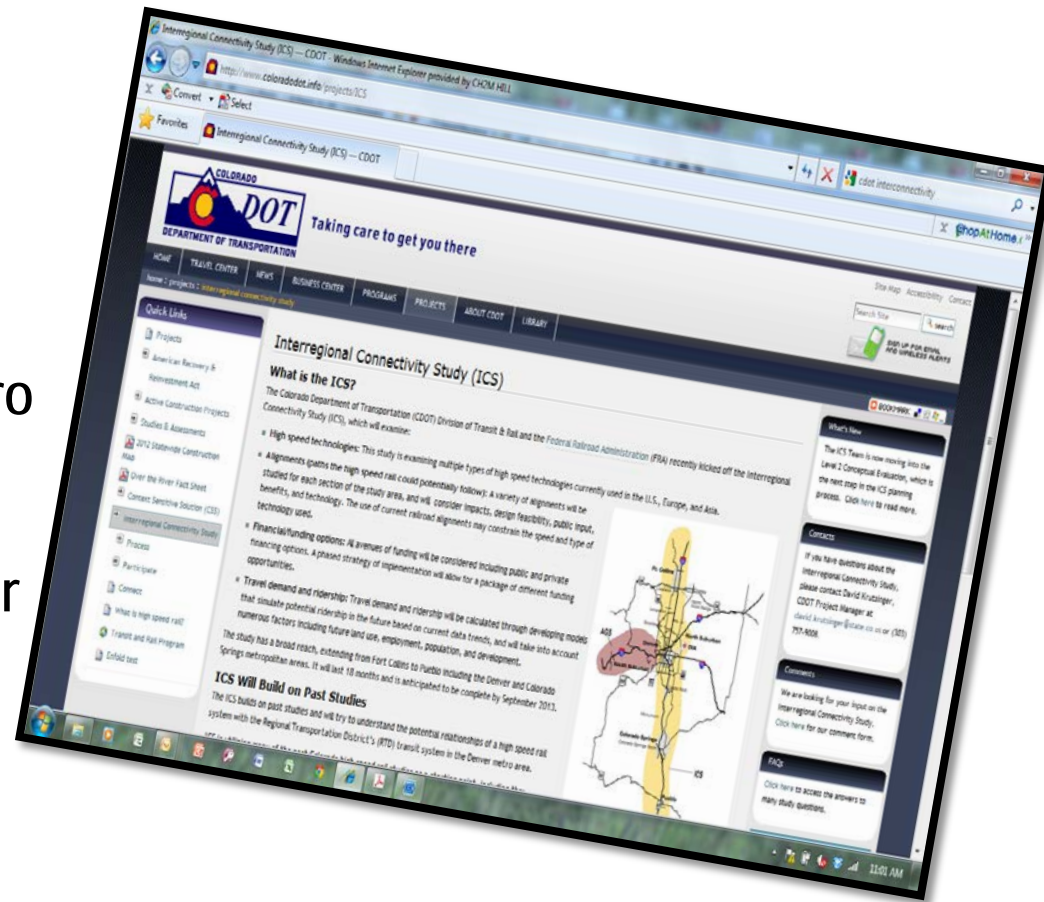 ro
r
Interregional Connectivity Study (ICS) — CDOT - Windows Internet Explorer provided by CH2M HILL
http://www.coloradodot.info/projects/ICS
cdot interconnectivity
Convert Select
ShopAtHome
Favorites
Interregional Connectivity Study (ICS) — CDOT
COLORADO
DOT
DEPARTMENT OF TRANSPORTATION
Taking care to get you there
Site Map Accessibility Contact
Search Site search
SIGN UP FOR EMAIL
AND WIRELESS ALERTS
HOME TRAVEL CENTER NEWS BUSINESS CENTER PROGRAMS PROJECTS ABOUT CDOT LIBRARY
home : projects : interregional connectivity study
BOOKMARK
Quick Links
Projects
American Recovery &
Reinvestment Act
Active Construction Projects
Studies & Assessments
2012 Statewide Construction
Map
Over the River Fact Sheet
Context Sensitive Solution (CSS)
Interregional Connectivity Study
Process
Participate
Connect
What is high speed rail?
Transit and Rail Program
Enfold test
Interregional Connectivity Study (ICS)
What is the ICS?
The Colorado Department of Transportation (CDOT) Division of Transit & Rail and the Federal Railroad Administration (FRA) recently kicked off the Interregional
Connectivity Study (ICS), which will examine:
High speed technologies: This study is examining multiple types of high speed technologies currently used in the U.S., Europe, and Asia.
Alignments (paths the high speed rail could potentially follow): A variety of alignments will be
studied for each section of the study area, and will consider impacts, design feasibility, public input,
benefits, and technology. The use of current railroad alignments may constrain the speed and type of
technology used.
Financial/funding options: All avenues of funding will be considered including public and private
financing options. A phased strategy of implementation will allow for a package of different funding
opportunities.
Travel demand and ridership: Travel demand and ridership will be calculated through developing models
that simulate potential ridership in the future based on current data trends, and will take into account
numerous factors including future land use, employment, population, and development.
The study has a broad reach, extending from Fort Collins to Pueblo including the Denver and Colorado
Springs metropolitan areas. It will last 18 months and is anticipated to be complete by September 2013.
ICS Will Build on Past Studies
The ICS builds on past studies and will try to understand the potential relationships of a high speed rail
system with the Regional Transportation District's (RTD) transit system in the Denver metro area.
Ft. Collins
North Suburban
AGS
DIA
South Suburban
Colorado Springs
ICS
Pueblo
What's New
The ICS Team is now moving into the
Level 2 Conceptual Evaluation, which is
the next step in the ICS planning
process. Click here to read more.
Contacts
If you have questions about the
Interregional Connectivity Study,
please contact David Krutsinger,
CDOT Project Manager at
david.krutsinger@state.co.us or (303)
757-9008.
Comments
We are looking for your input on the
Interregional Connectivity Study.
Click here for our comment form.
FAQs
Click here to access the answers to
many study questions.
11:01 AM